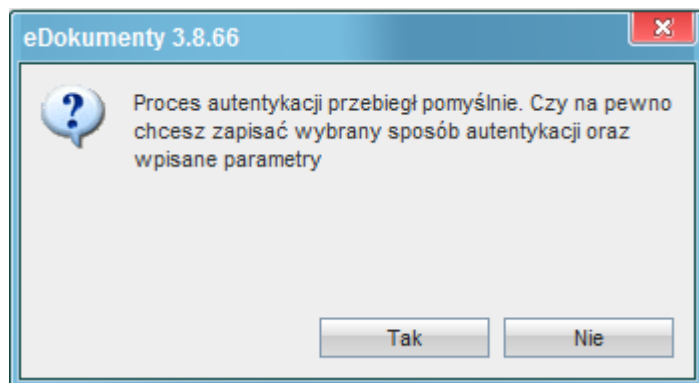 eDokumenty 3.8.66
Proces autentykacji przebiegł pomyślnie. Czy na pewno
chcesz zapisać wybrany sposób autentykacji oraz
wpisane parametry
Tak
Nie